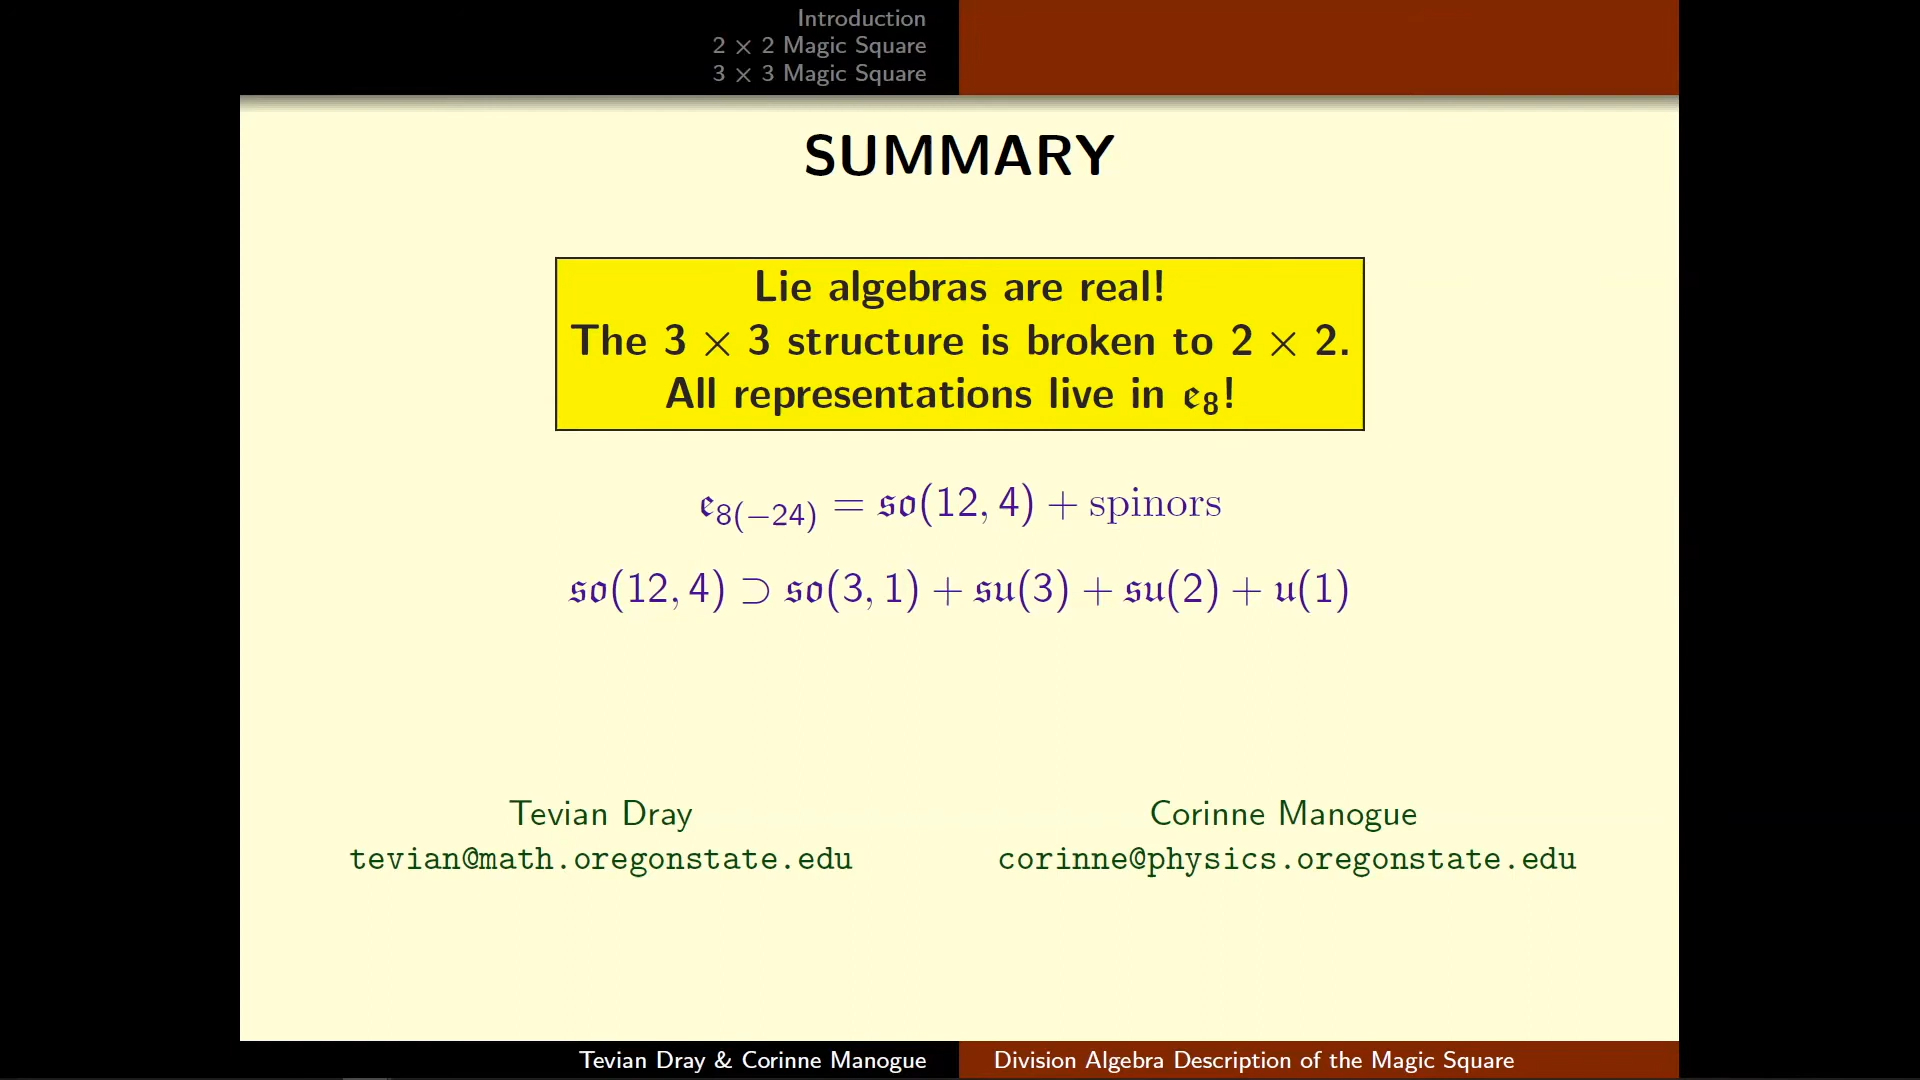 Introduction
2 × 2 Magic Square
3 × 3 Magic Square
SUMMARY
Lie algebras are real!
The 3 × 3 structure is broken to 2 × 2.
All representations live in 𝔢₈!
𝔢₈₍₋₂₄₎ = 𝔰𝔬(12, 4) + spinors
𝔰𝔬(12, 4) ⊃ 𝔰𝔬(3, 1) + 𝔰𝔲(3) + 𝔰𝔲(2) + 𝔲(1)
Tevian Dray
tevian@math.oregonstate.edu
Corinne Manogue
corinne@physics.oregonstate.edu
Tevian Dray & Corinne Manogue
Division Algebra Description of the Magic Square